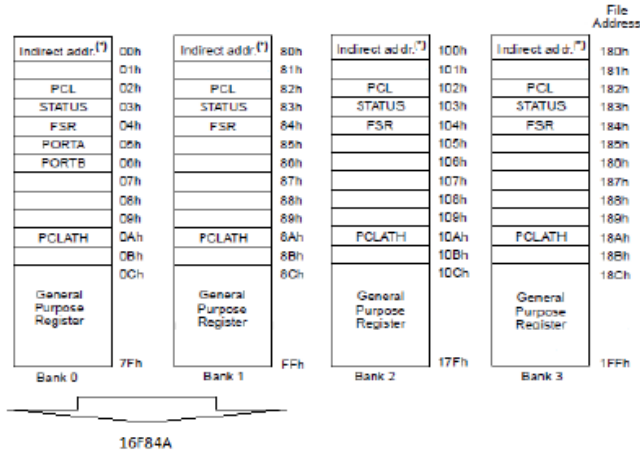 File
Address
Indirect addr.(*) 00h Indirect addr.(*) 80h Indirect addr.(*) 100h Indirect addr.(*) 180h
01h 81h 101h 181h
PCL 02h PCL 82h PCL 102h PCL 182h
STATUS 03h STATUS 83h STATUS 103h STATUS 183h
FSR 04h FSR 84h FSR 104h FSR 184h
PORTA 05h 85h 105h 185h
PORTB 06h 86h 106h 186h
07h 87h 107h 187h
08h 88h 108h 188h
09h 89h 109h 189h
PCLATH 0Ah PCLATH 8Ah PCLATH 10Ah PCLATH 18Ah
0Bh 8Bh 10Bh 18Bh
0Ch 8Ch 10Ch 18Ch
General General General General
Purpose Purpose Purpose Purpose
Register Register Register Register
7Fh FFh 17Fh 1FFh
Bank 0 Bank 1 Bank 2 Bank 3
16F84A